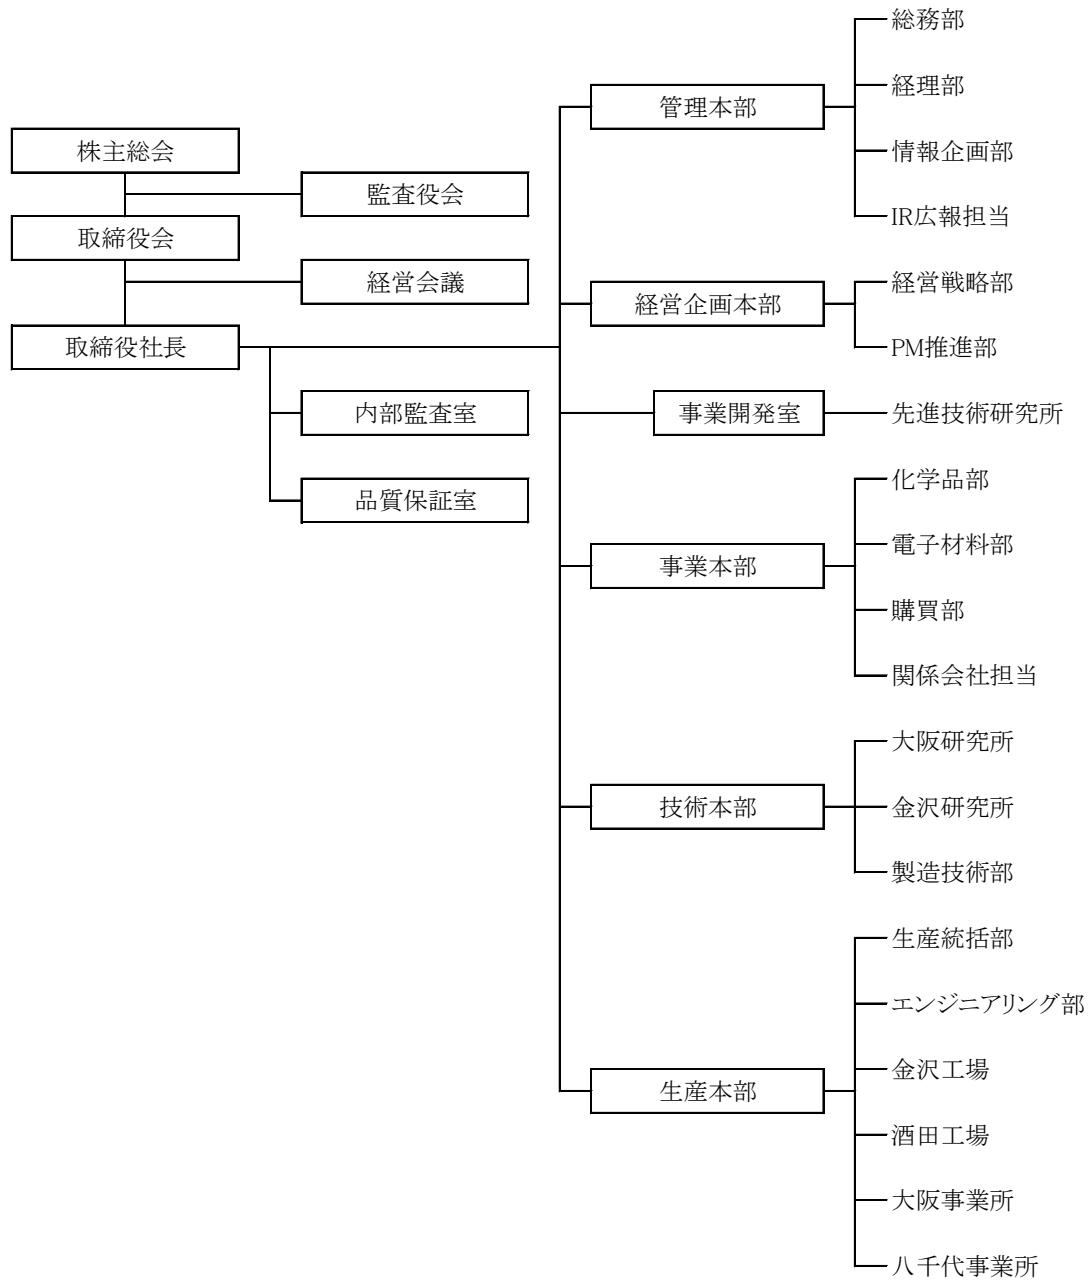 株主総会
監査役会
取締役会
経営会議
取締役社長
内部監査室
品質保証室
管理本部
総務部
経理部
情報企画部
IR広報担当
経営企画本部
経営戦略部
PM推進部
事業開発室
先進技術研究所
事業本部
化学品部
電子材料部
購買部
関係会社担当
技術本部
大阪研究所
金沢研究所
製造技術部
生産本部
生産統括部
エンジニアリング部
金沢工場
酒田工場
大阪事業所
八千代事業所